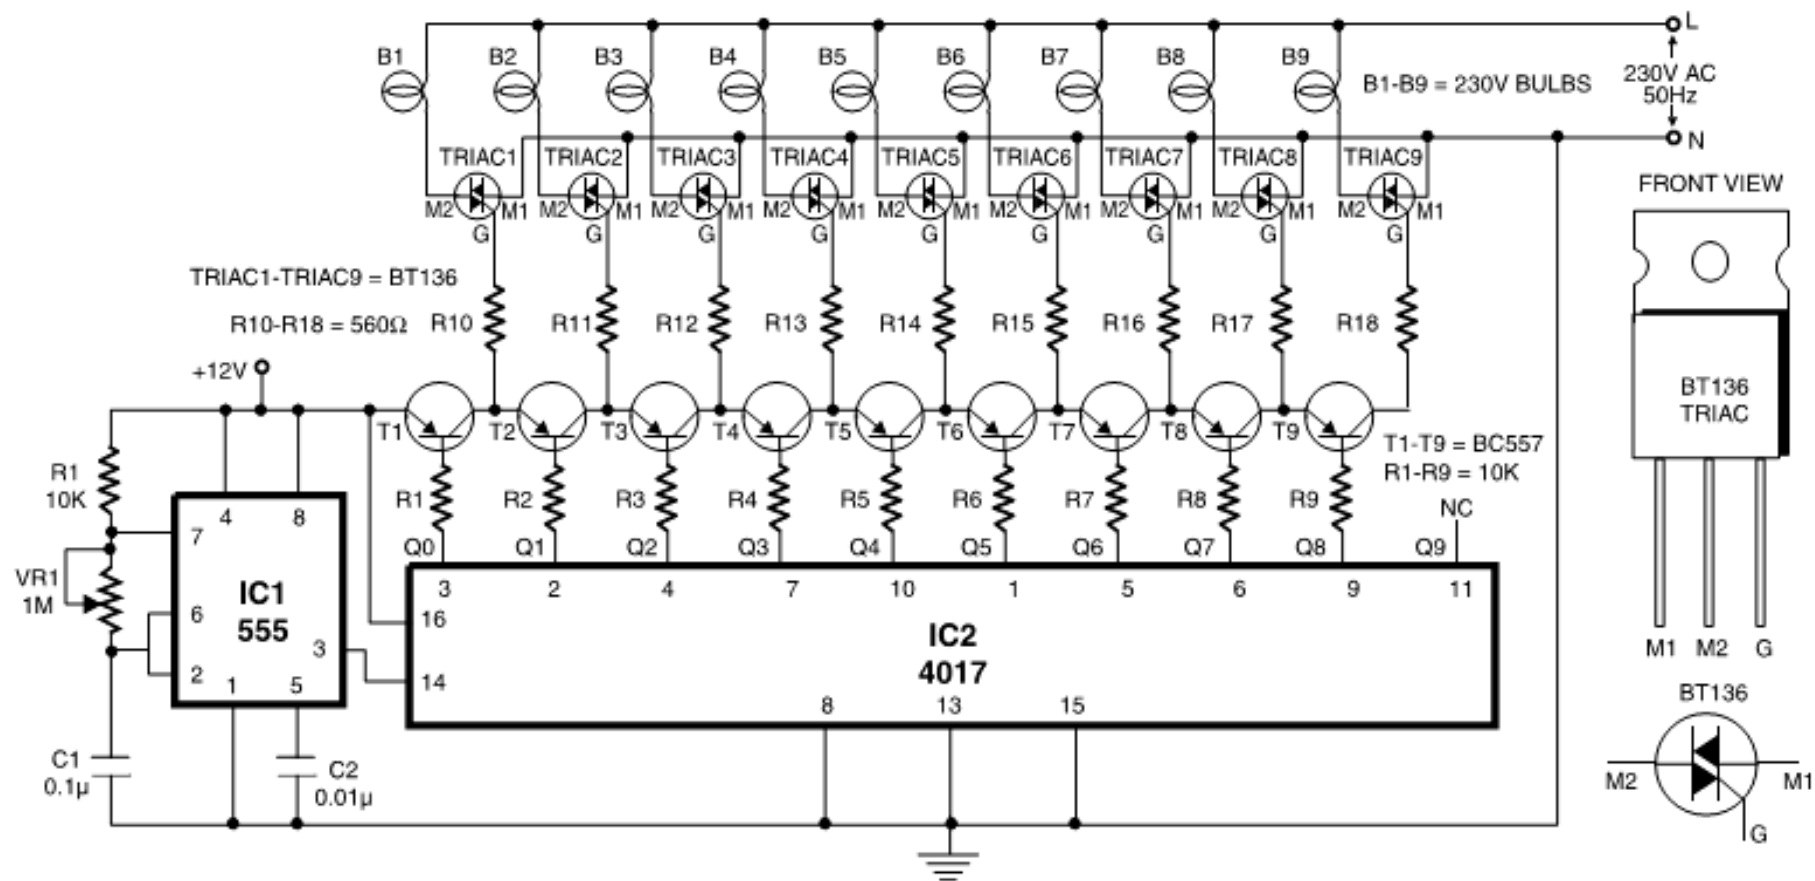 L
B1 B2 B3 B4 B5 B6 B7 B8 B9
B1-B9 = 230V BULBS
230V AC
50Hz
N
TRIAC1 TRIAC2 TRIAC3 TRIAC4 TRIAC5 TRIAC6 TRIAC7 TRIAC8 TRIAC9
M2 M1 M2 M1 M2 M1 M2 M1 M2 M1 M2 M1 M2 M1 M2 M1 M2 M1
G G G G G G G G G
FRONT VIEW
TRIAC1-TRIAC9 = BT136
R10-R18 = 560Ω
R10 R11 R12 R13 R14 R15 R16 R17 R18
+12V
BT136
TRIAC
T1 T2 T3 T4 T5 T6 T7 T8 T9
T1-T9 = BC557
R1-R9 = 10K
R1
10K
R1 R2 R3 R4 R5 R6 R7 R8 R9
NC
Q0 Q1 Q2 Q3 Q4 Q5 Q6 Q7 Q8 Q9
4 8
7
VR1
1M
IC1
555
6
3
2
1 5
3 2 4 7 10 1 5 6 9 11
16
IC2
4017
14
8 13 15
M1 M2 G
BT136
C1
0.1µ
C2
0.01µ
M2 M1
G